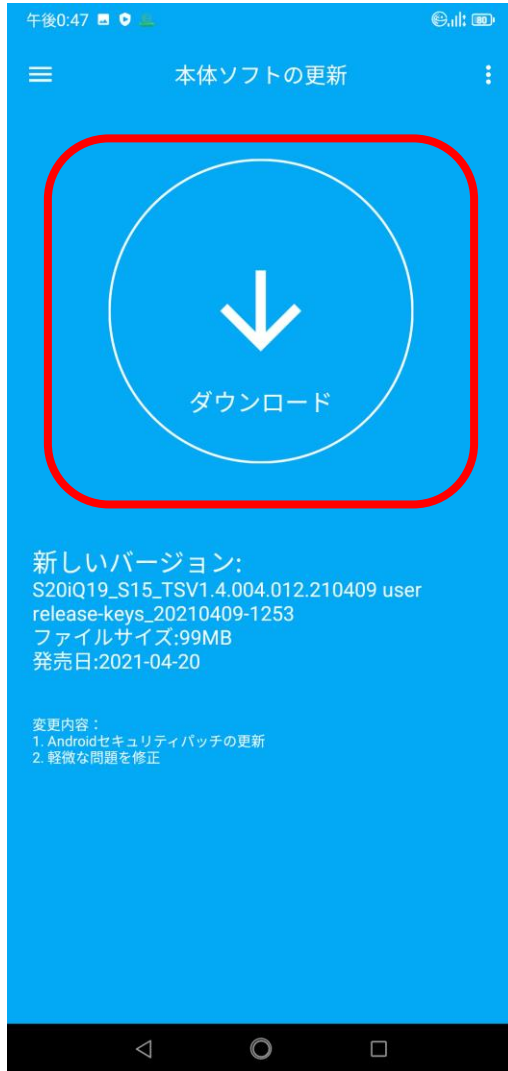 午後0:47
80
本体ソフトの更新
ダウンロード
新しいバージョン:
S20iQ19_S15_TSV1.4.004.012.210409 user
release-keys_20210409-1253
ファイルサイズ:99MB
発売日:2021-04-20
変更内容：
1. Androidセキュリティパッチの更新
2. 軽微な問題を修正